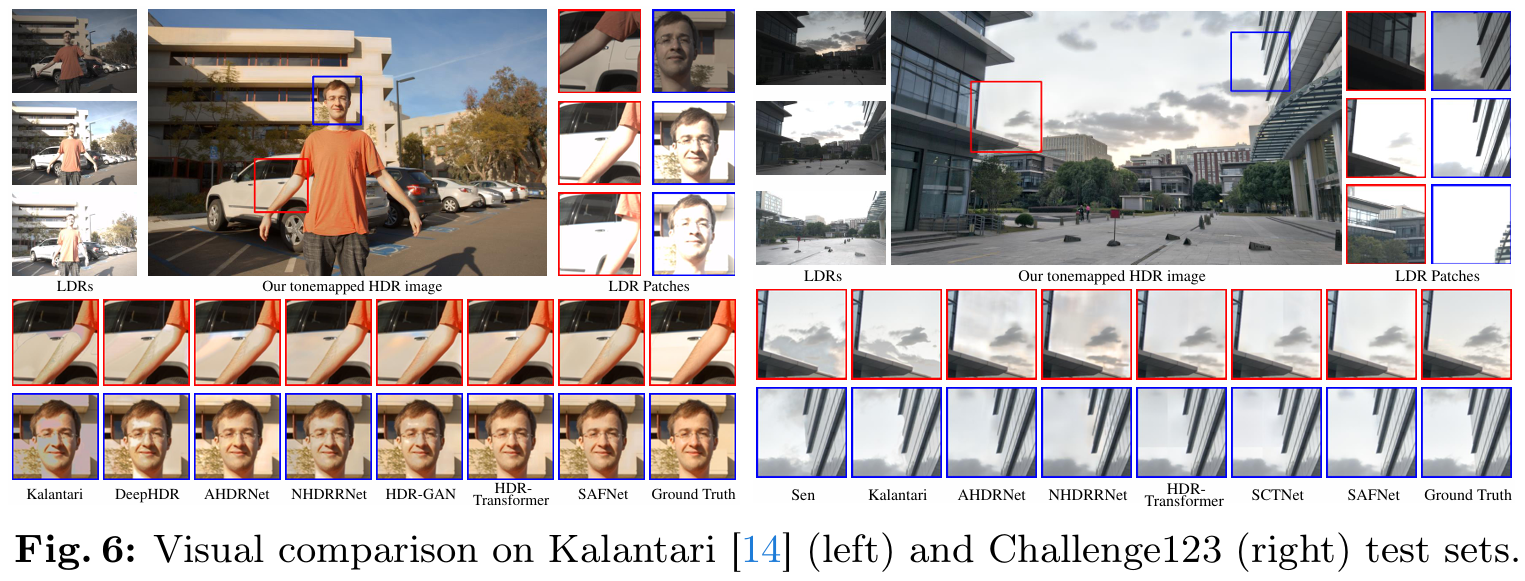 LDRs
Our tonemapped HDR image
LDR Patches
Kalantari
DeepHDR
AHDRNet
NHDRRNet
HDR-GAN
HDR-
Transformer
SAFNet
Ground Truth
LDRs
Our tonemapped HDR image
LDR Patches
Sen
Kalantari
AHDRNet
NHDRRNet
HDR-
Transformer
SCTNet
SAFNet
Ground Truth
Fig. 6: Visual comparison on Kalantari [14] (left) and Challenge123 (right) test sets.